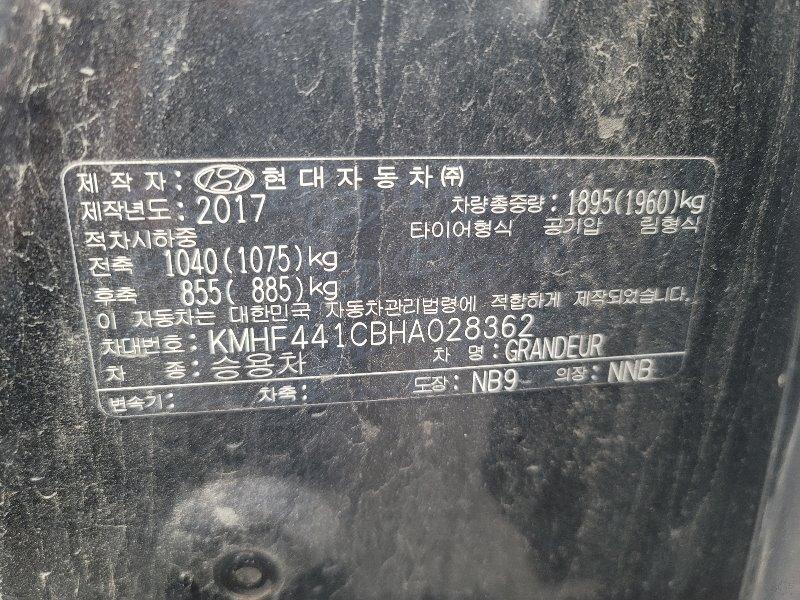 제 작 자 : 현대자동차㈜
제작년도 : 2017 차량총중량 : 1895(1960)kg
적차시하중 타이어형식 공기압 림형식
전축 1040(1075)kg
후축 855( 885)kg
이 자동차는 대한민국 자동차관리법령에 적합하게 제작되었습니다.
차대번호 : KMHF441CBHA028362
차 종 : 승용차 차 명 : GRANDEUR
변속기 : 차축 : 도장 : NB9 의장 : NNB